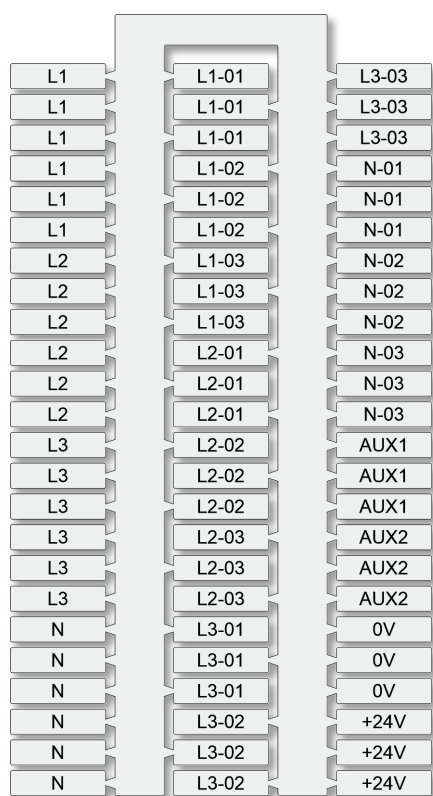 L1 L1-01 L3-03
L1 L1-01 L3-03
L1 L1-01 L3-03
L1 L1-02 N-01
L1 L1-02 N-01
L1 L1-02 N-01
L2 L1-03 N-02
L2 L1-03 N-02
L2 L1-03 N-02
L2 L2-01 N-03
L2 L2-01 N-03
L2 L2-01 N-03
L3 L2-02 AUX1
L3 L2-02 AUX1
L3 L2-02 AUX1
L3 L2-03 AUX2
L3 L2-03 AUX2
L3 L2-03 AUX2
N L3-01 0V
N L3-01 0V
N L3-01 0V
N L3-02 +24V
N L3-02 +24V
N L3-02 +24V